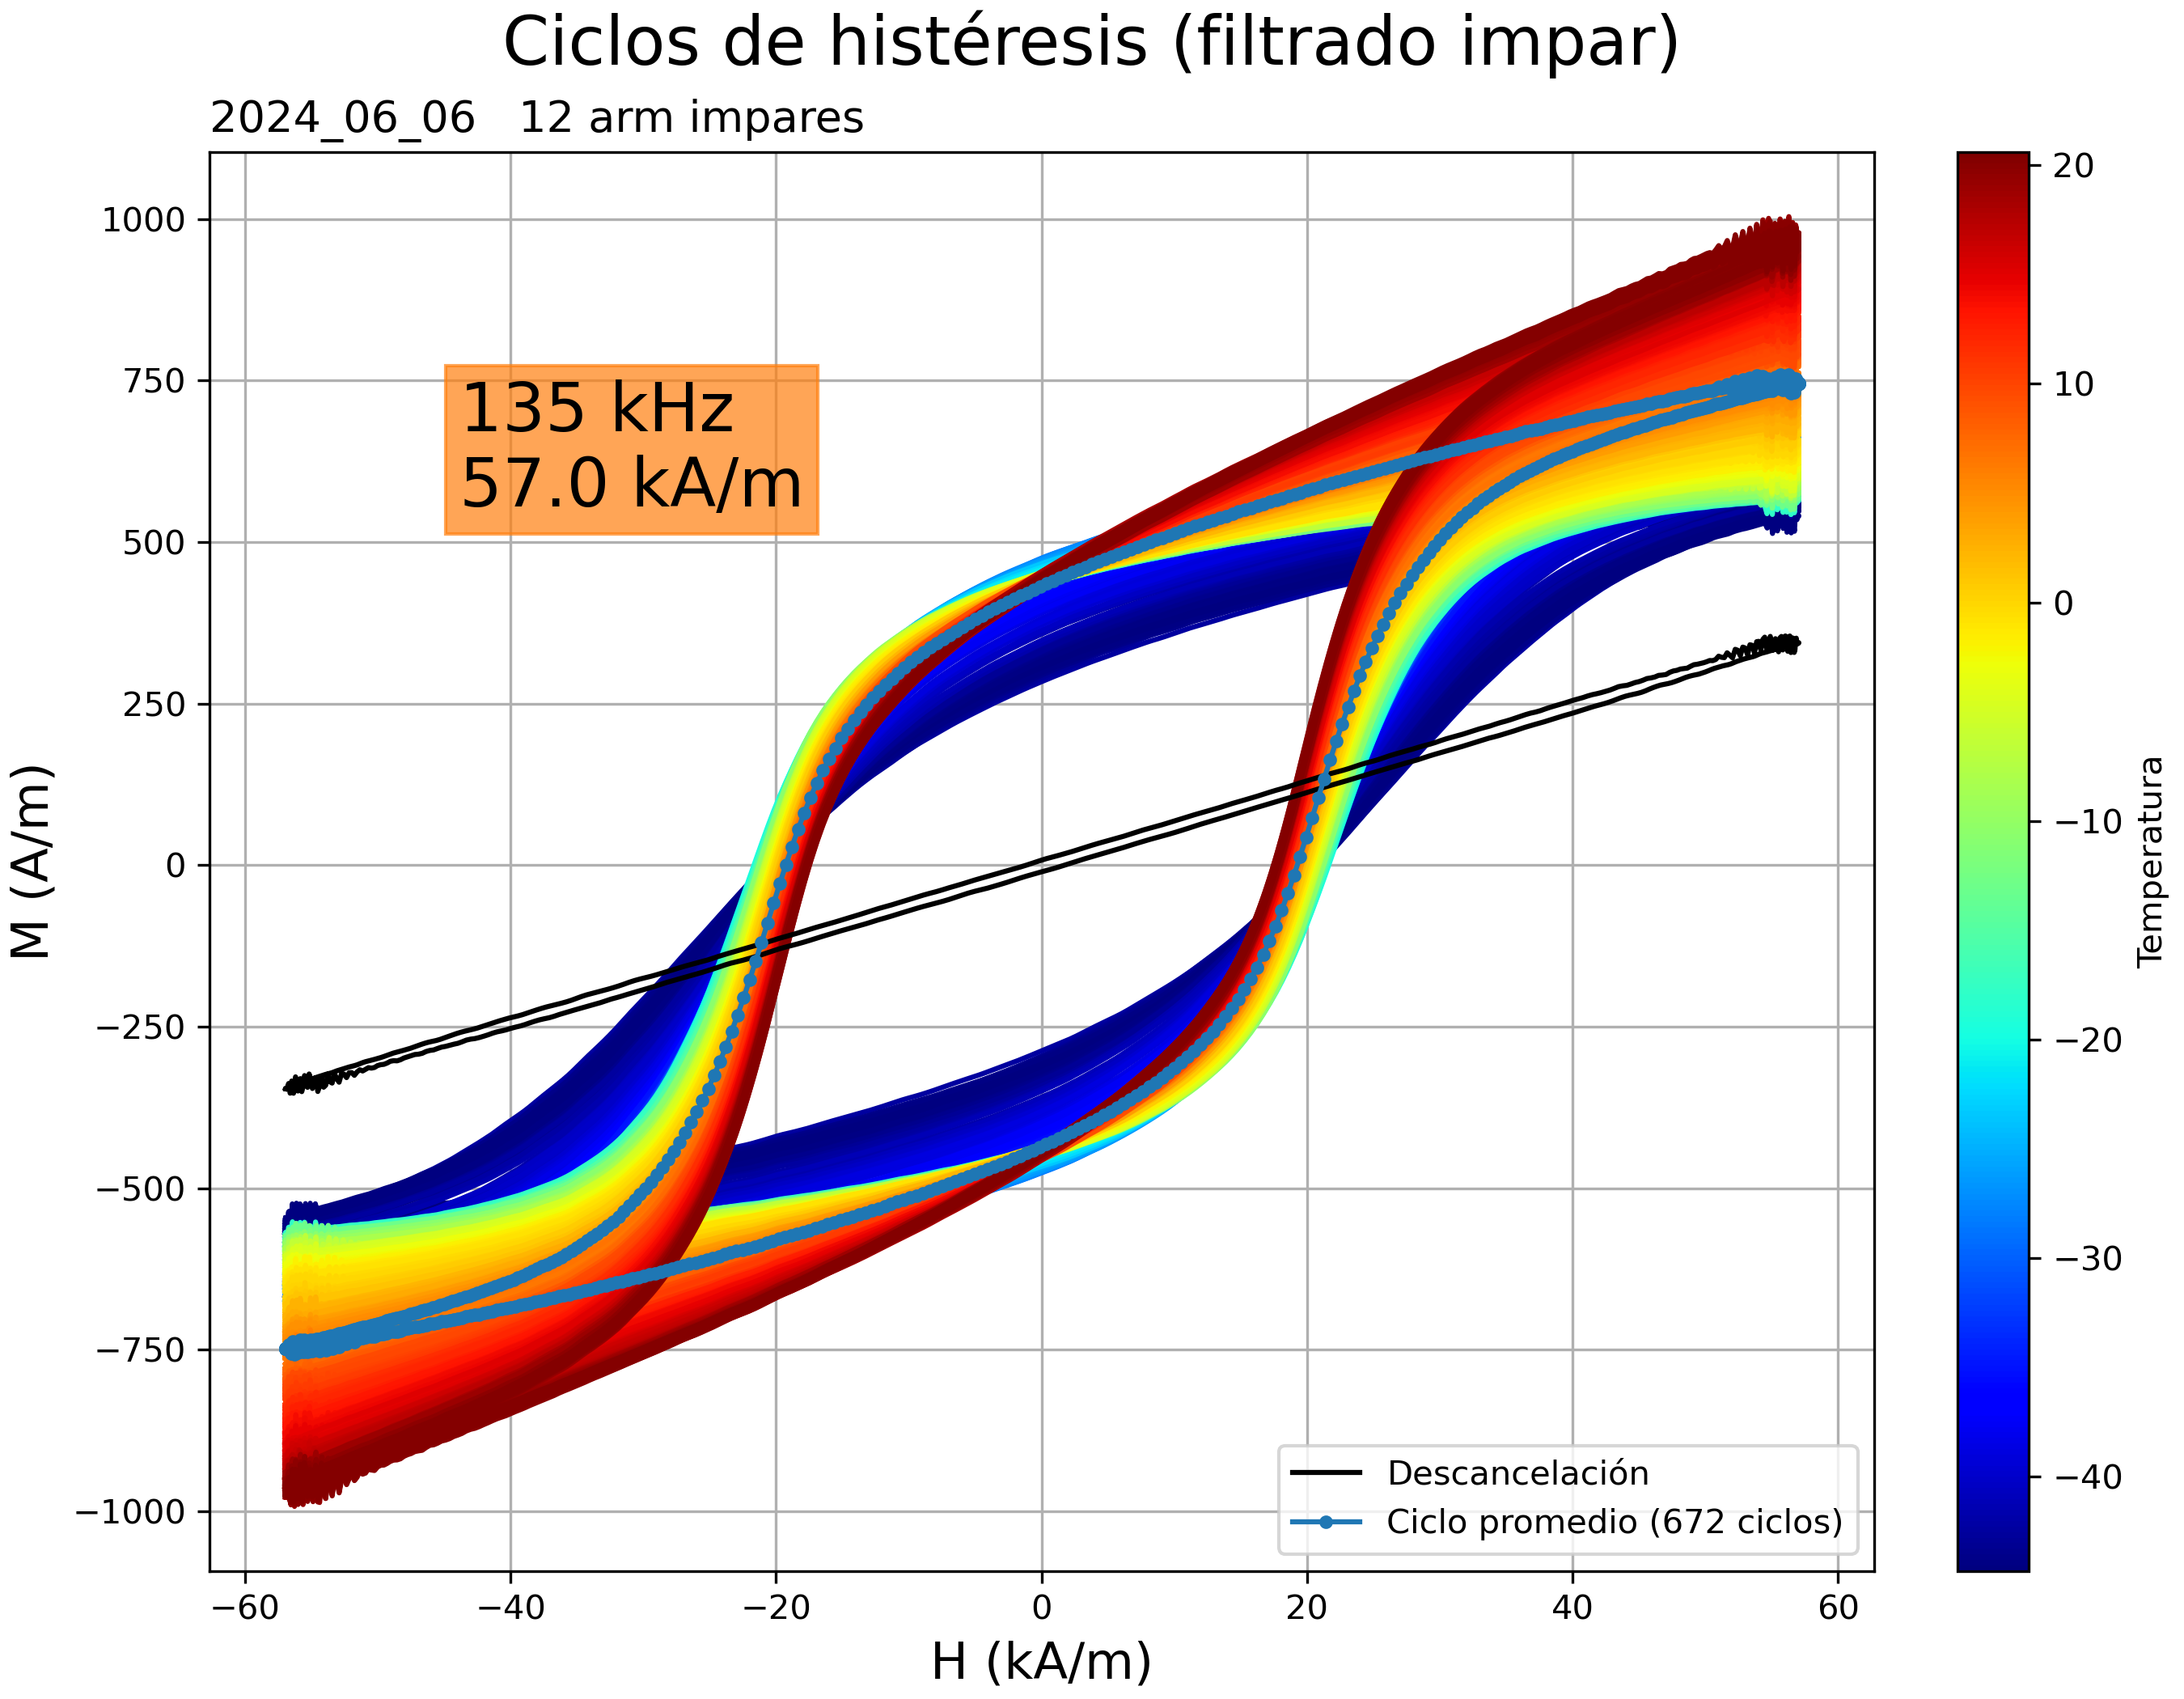 Ciclos de histéresis (filtrado impar)
2024_06_06   12 arm impares
135 kHz
57.0 kA/m
M (A/m)
1000
750
500
250
0
−250
−500
−750
−1000
−60
−40
−20
0
20
40
60
H (kA/m)
Descancelación
Ciclo promedio (672 ciclos)
20
10
0
−10
−20
−30
−40
Temperatura